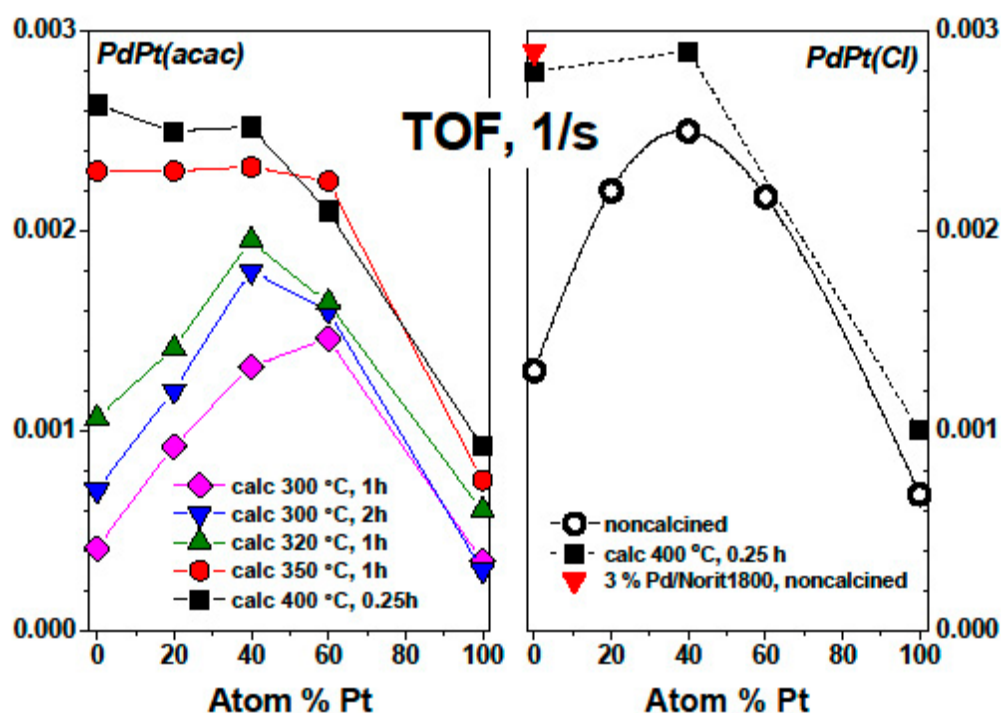 PdPt(acac)
PdPt(Cl)
TOF, 1/s
0.003
0.002
0.001
0.000
calc 300 °C, 1h
calc 300 °C, 2h
calc 320 °C, 1h
calc 350 °C, 1h
calc 400 °C, 0.25h
0 20 40 60 80 100
Atom % Pt
0.003
0.002
0.001
0.000
noncalcined
calc 400 °C, 0.25 h
3 % Pd/Norit1800, noncalcined
0 20 40 60 80 100
Atom % Pt